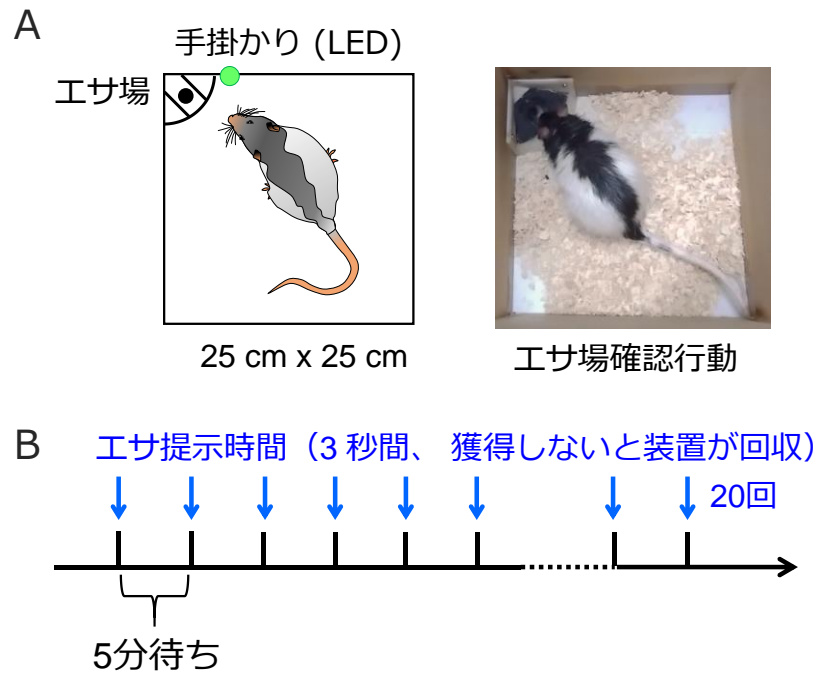 A
手掛かり (LED)
エサ場
25 cm x 25 cm
エサ場確認行動
B
エサ提示時間（3 秒間、 獲得しないと装置が回収）
20回
5分待ち